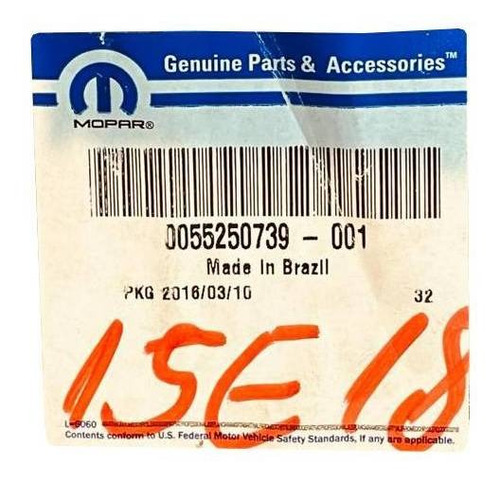 Genuine Parts & Accessories™
MOPAR®
0055250739 - 001
Made In Brazil
PKG 2016/03/10 32
15E18
L-6060
Contents conform to U.S. Federal Motor Vehicle Safety Standards, If any are applicable.